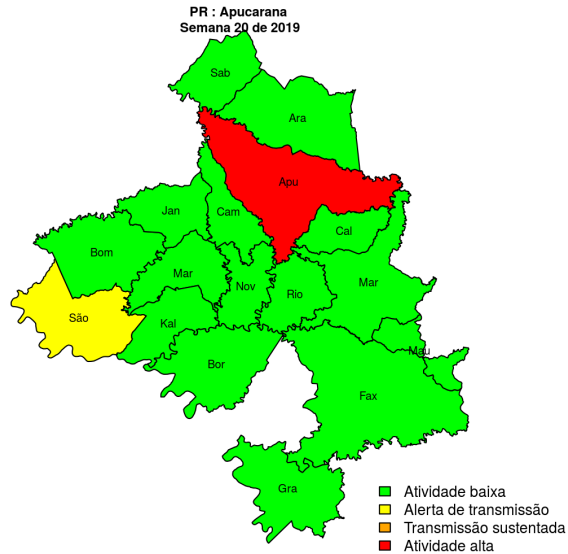 PR : Apucarana
Semana 20 de 2019
Sab
Ara
Apu
Jan
Cam
Cal
Bom
Mar
Nov
Rio
Mar
São
Kal
Mau
Bor
Fax
Gra
Atividade baixa
Alerta de transmissão
Transmissão sustentada
Atividade alta